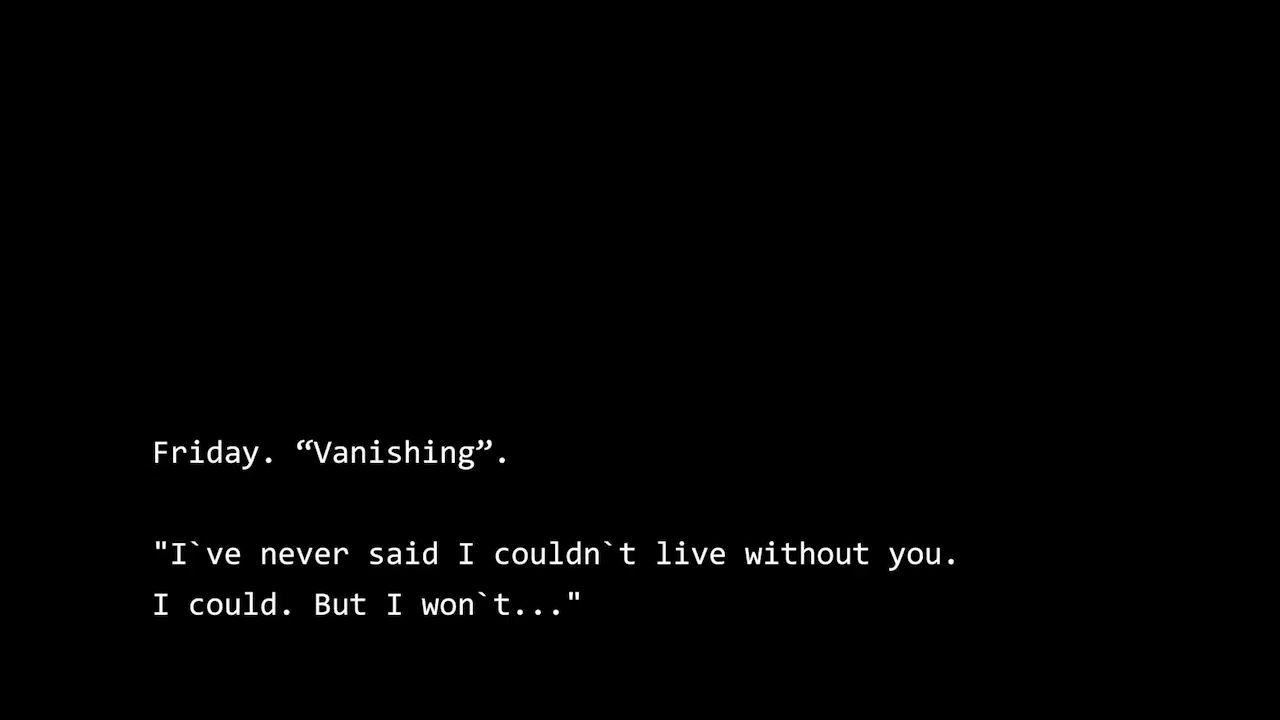 Friday. “Vanishing”.
"I`ve never said I couldn`t live without you.
I could. But I won`t..."